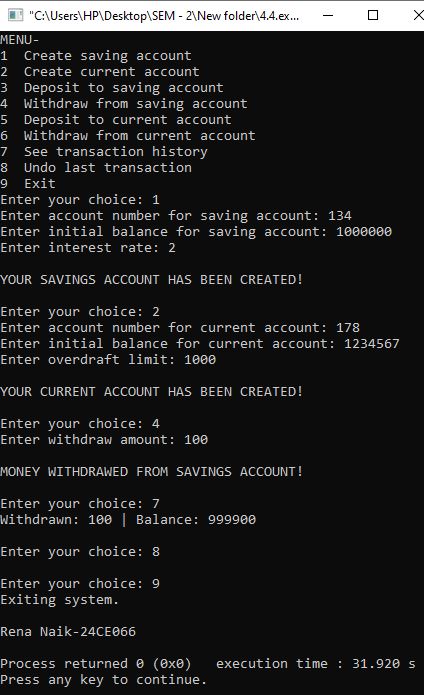 "C:\Users\HP\Desktop\SEM - 2\New folder\4.4.ex...
MENU-
1  Create saving account
2  Create current account
3  Deposit to saving account
4  Withdraw from saving account
5  Deposit to current account
6  Withdraw from current account
7  See transaction history
8  Undo last transaction
9  Exit
Enter your choice: 1
Enter account number for saving account: 134
Enter initial balance for saving account: 1000000
Enter interest rate: 2
YOUR SAVINGS ACCOUNT HAS BEEN CREATED!
Enter your choice: 2
Enter account number for current account: 178
Enter initial balance for current account: 1234567
Enter overdraft limit: 1000
YOUR CURRENT ACCOUNT HAS BEEN CREATED!
Enter your choice: 4
Enter withdraw amount: 100
MONEY WITHDRAWED FROM SAVINGS ACCOUNT!
Enter your choice: 7
Withdrawn: 100 | Balance: 999900
Enter your choice: 8
Enter your choice: 9
Exiting system.
Rena Naik-24CE066
Process returned 0 (0x0)   execution time : 31.920 s
Press any key to continue.